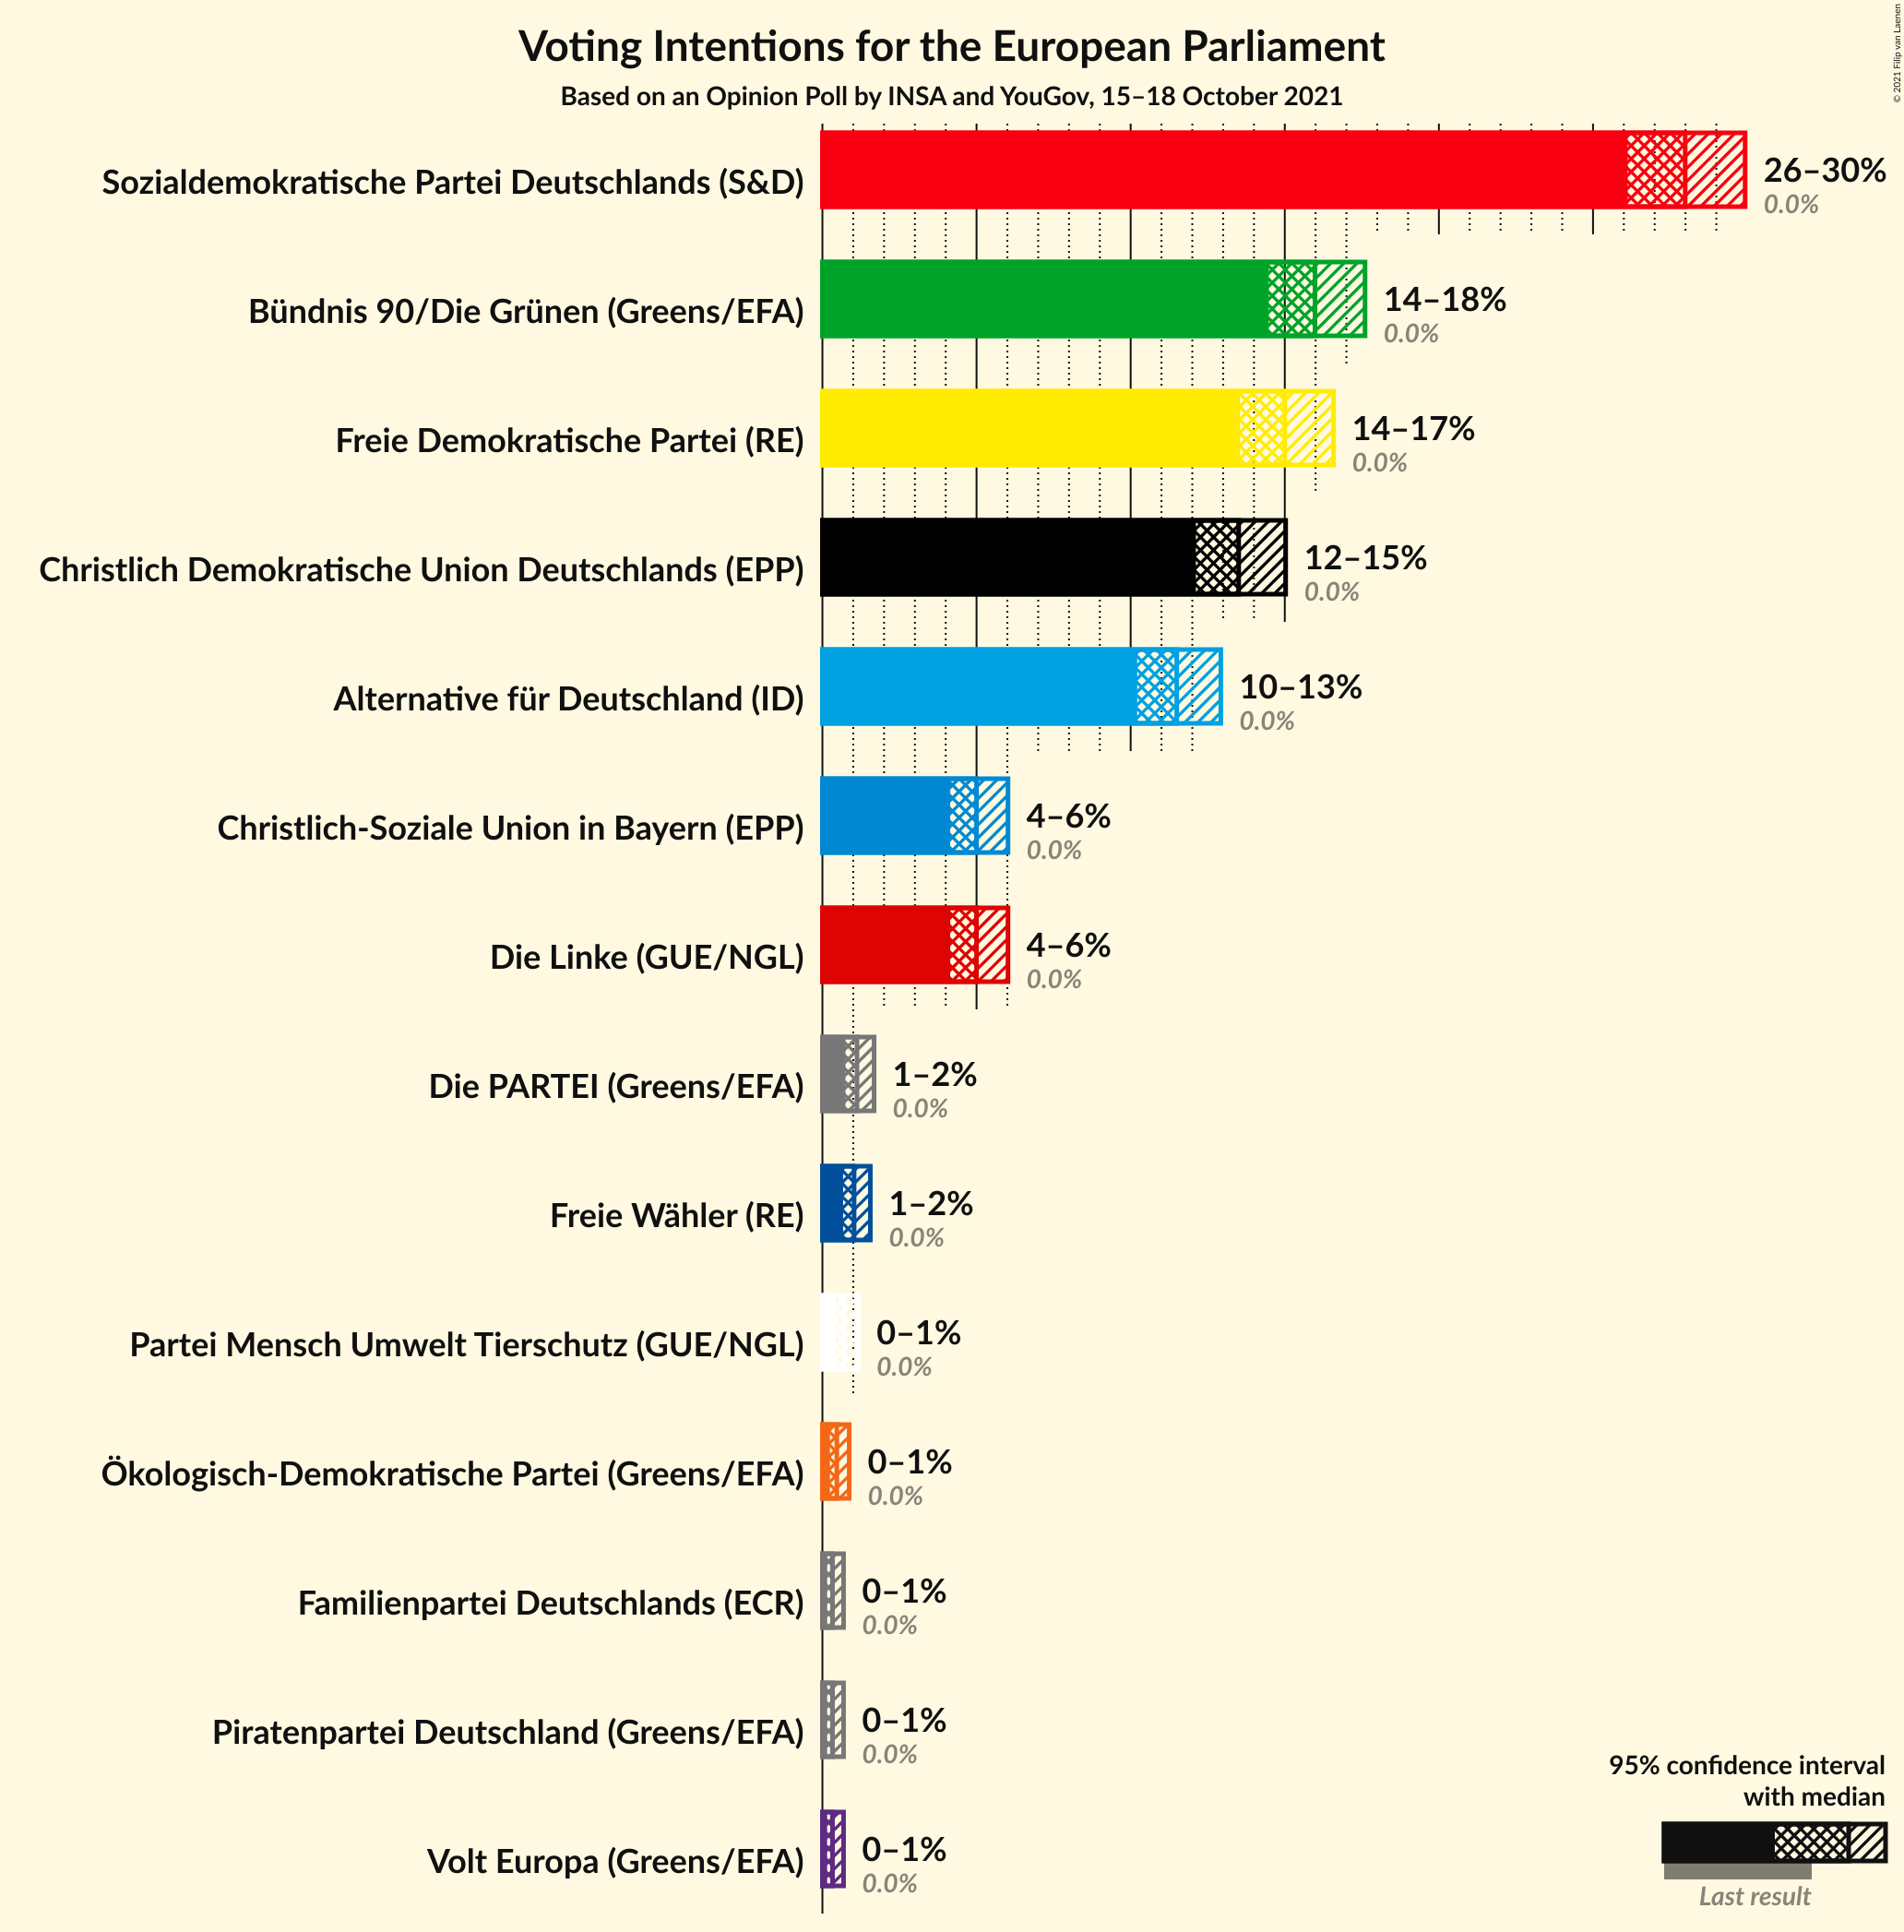 Voting Intentions for the European Parliament
Based on an Opinion Poll by INSA and YouGov, 15–18 October 2021
© 2021 Filip van Laenen
Sozialdemokratische Partei Deutschlands (S&D)
26–30%
0.0%
Bündnis 90/Die Grünen (Greens/EFA)
14–18%
0.0%
Freie Demokratische Partei (RE)
14–17%
0.0%
Christlich Demokratische Union Deutschlands (EPP)
12–15%
0.0%
Alternative für Deutschland (ID)
10–13%
0.0%
Christlich-Soziale Union in Bayern (EPP)
4–6%
0.0%
Die Linke (GUE/NGL)
4–6%
0.0%
Die PARTEI (Greens/EFA)
1–2%
0.0%
Freie Wähler (RE)
1–2%
0.0%
Partei Mensch Umwelt Tierschutz (GUE/NGL)
0–1%
0.0%
Ökologisch-Demokratische Partei (Greens/EFA)
0–1%
0.0%
Familienpartei Deutschlands (ECR)
0–1%
0.0%
Piratenpartei Deutschland (Greens/EFA)
0–1%
0.0%
Volt Europa (Greens/EFA)
0–1%
0.0%
95% confidence interval
with median
Last result